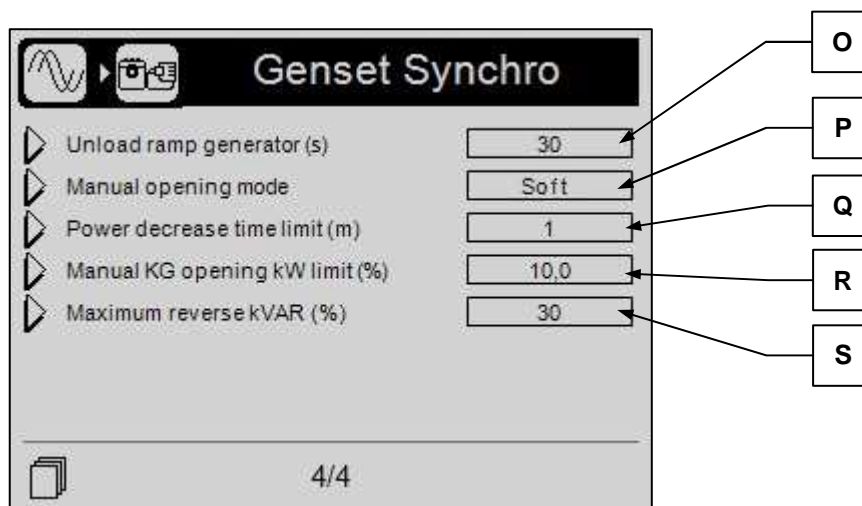 Genset Synchro
O
Unload ramp generator (s) 30
P
Manual opening mode Soft
Q
Power decrease time limit (m) 1
Manual KG opening kW limit (%) 10,0
R
Maximum reverse kVAR (%) 30
S
4/4